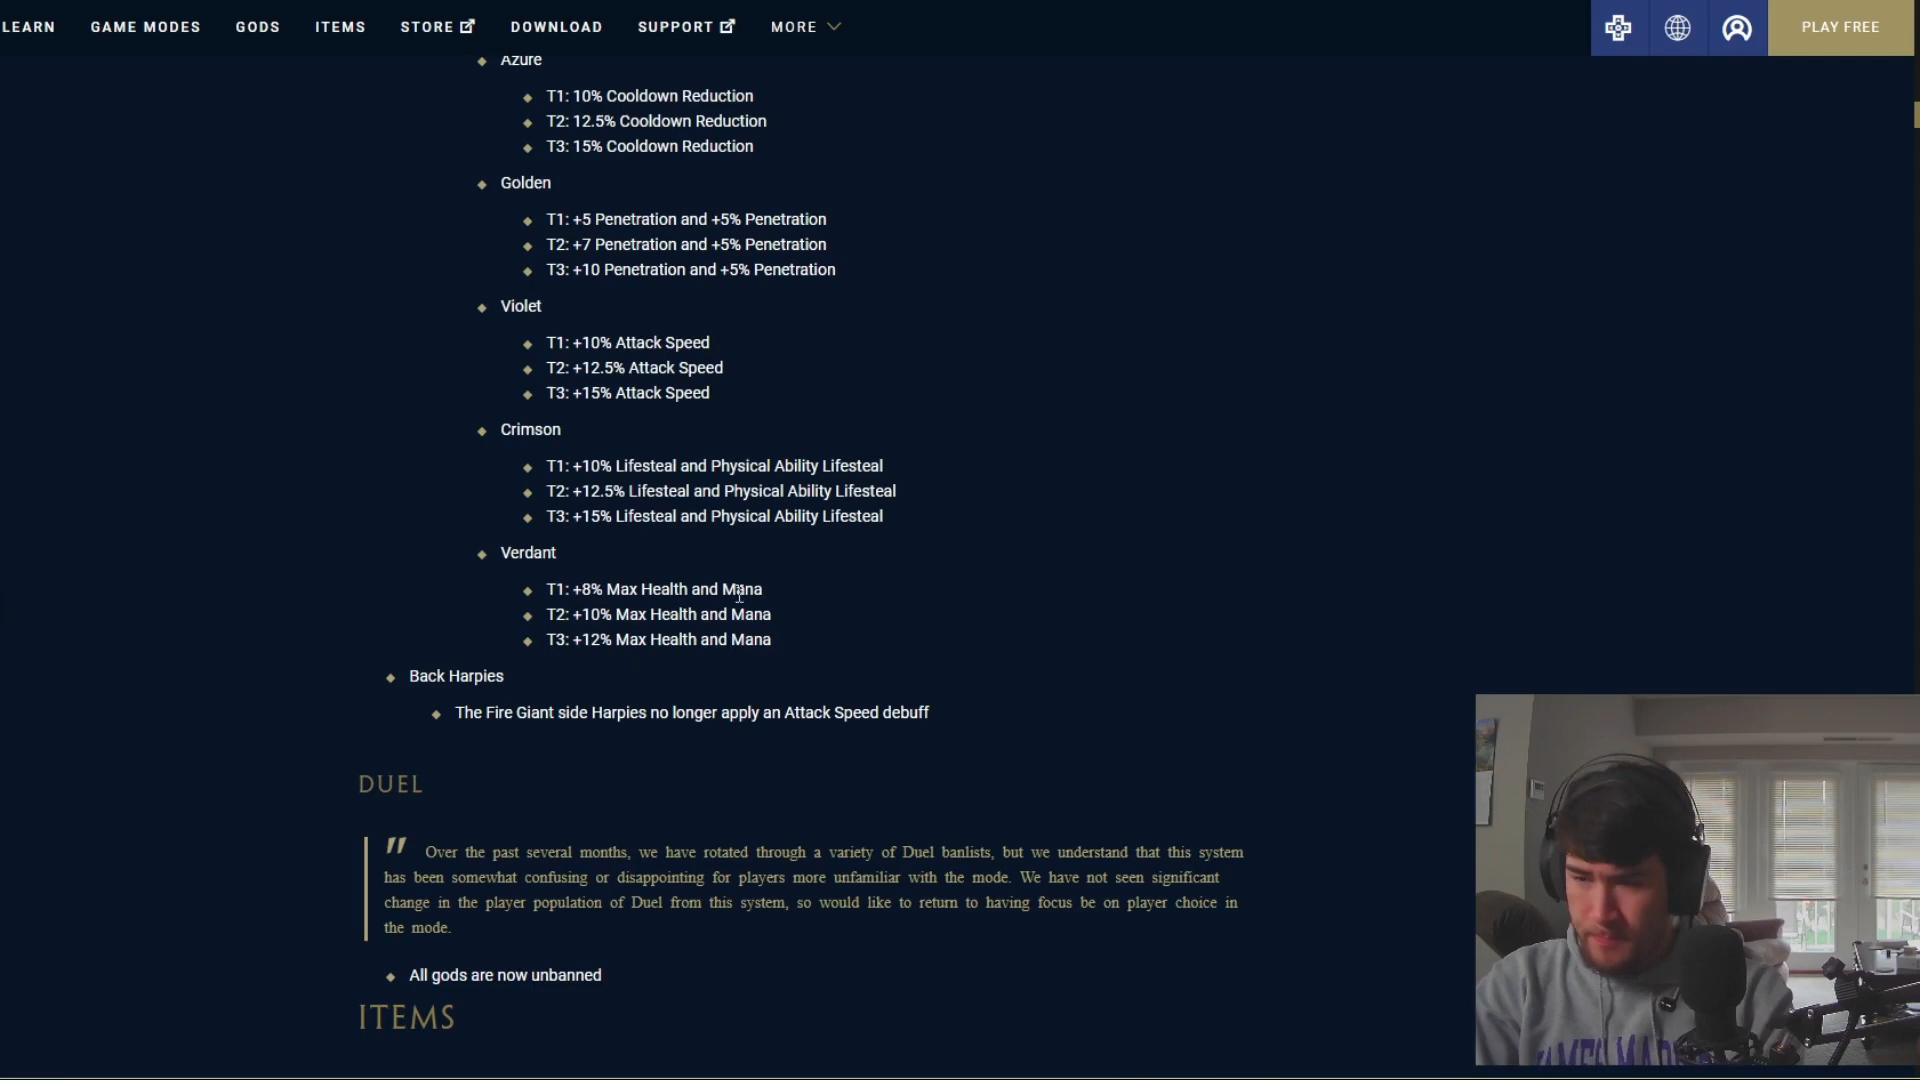 LEARN GAME MODES GODS ITEMS STORE DOWNLOAD SUPPORT MORE PLAY FREE
Azure
T1: 10% Cooldown Reduction
T2: 12.5% Cooldown Reduction
T3: 15% Cooldown Reduction
Golden
T1: +5 Penetration and +5% Penetration
T2: +7 Penetration and +5% Penetration
T3: +10 Penetration and +5% Penetration
Violet
T1: +10% Attack Speed
T2: +12.5% Attack Speed
T3: +15% Attack Speed
Crimson
T1: +10% Lifesteal and Physical Ability Lifesteal
T2: +12.5% Lifesteal and Physical Ability Lifesteal
T3: +15% Lifesteal and Physical Ability Lifesteal
Verdant
T1: +8% Max Health and Mana
T2: +10% Max Health and Mana
T3: +12% Max Health and Mana
Back Harpies
The Fire Giant side Harpies no longer apply an Attack Speed debuff
DUEL
" Over the past several months, we have rotated through a variety of Duel banlists, but we understand that this system
has been somewhat confusing or disappointing for players more unfamiliar with the mode. We have not seen significant
change in the player population of Duel from this system, so would like to return to having focus be on player choice in
the mode.
All gods are now unbanned
ITEMS